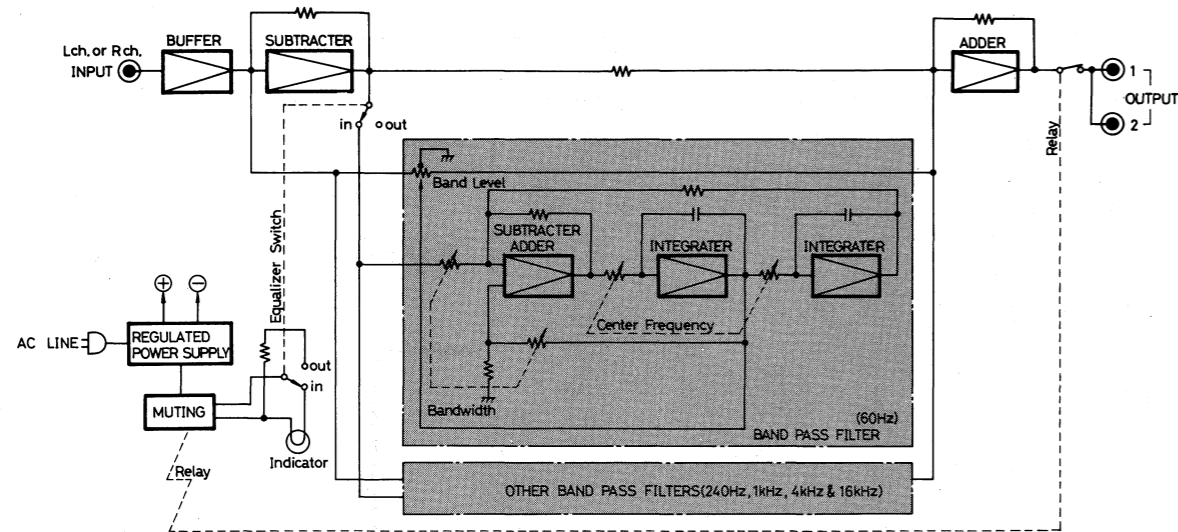 BUFFER
SUBTRACTER
ADDER
Lch. or Rch.
INPUT
1
OUTPUT
2
in
out
Relay
Band Level
Equalizer Switch
SUBTRACTER
ADDER
INTEGRATER
INTEGRATER
Center Frequency
+
−
AC LINE
REGULATED
POWER SUPPLY
out
in
MUTING
Bandwidth
(60Hz)
BAND PASS FILTER
Indicator
Relay
OTHER BAND PASS FILTERS(240Hz, 1kHz, 4kHz & 16kHz)